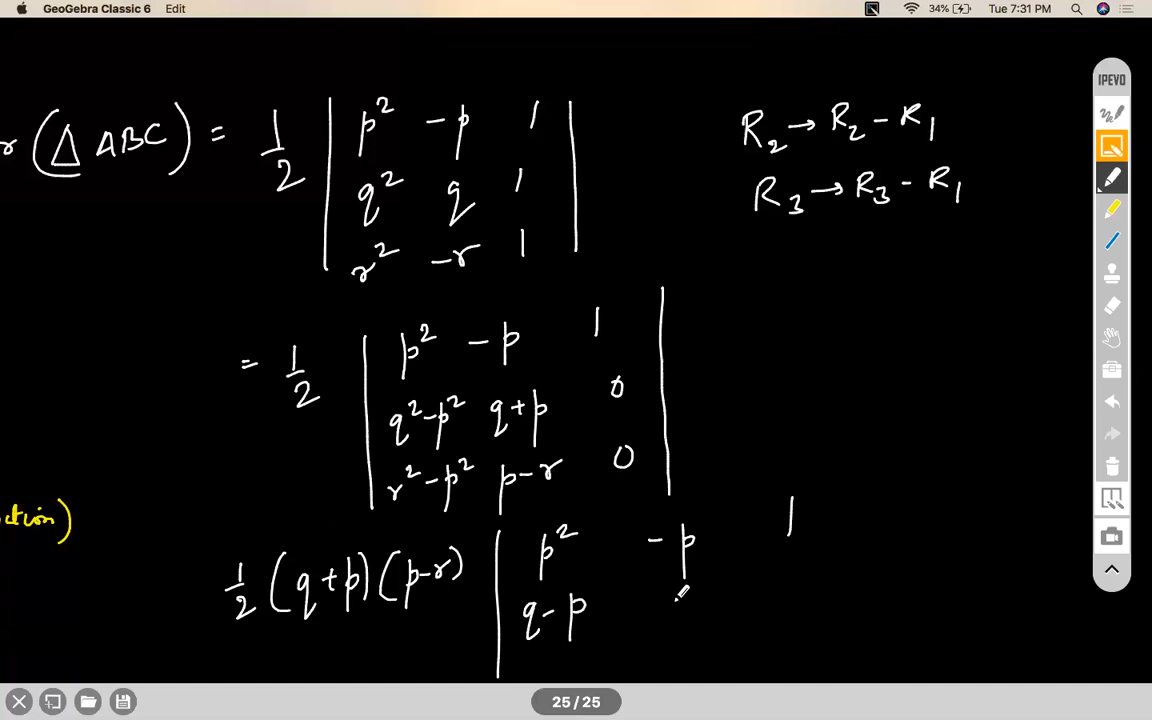 GeoGebra Classic 6 Edit 34% Tue 7:31 PM
IPEVO
r (△ ABC) = 1/2 | p² -p 1 |
| q² q 1 |
| r² -r 1 |
R₂ → R₂ - R₁
R₃ → R₃ - R₁
= 1/2 | p² -p 1 |
| q²-p² q+p 0 |
| r²-p² p-r 0 |
ction)
1/2 (q+p)(p-r) | p² -p 1
| q-p
25/25